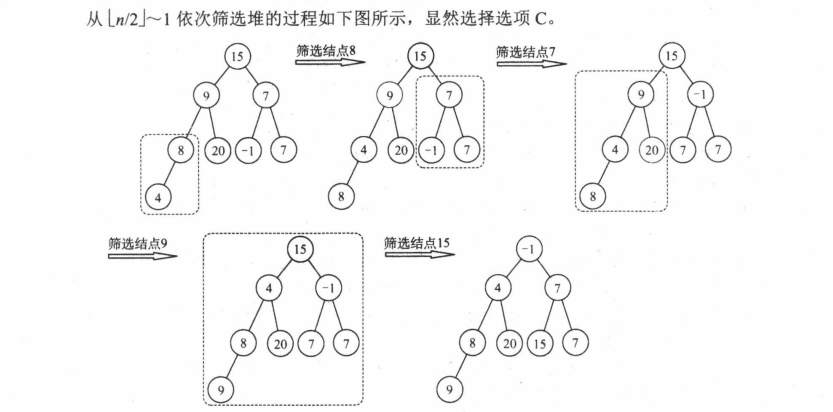 从⌊n/2⌋～1 依次筛选堆的过程如下图所示，显然选择选项 C。
15 筛选结点8 15 筛选结点7 15
9 7 9 7 9 -1
8 20 -1 7 4 20 -1 7 4 20 7 7
4 8 8
筛选结点9 15 筛选结点15 -1
4 -1 4 7
8 20 7 7 8 20 15 7
9 9